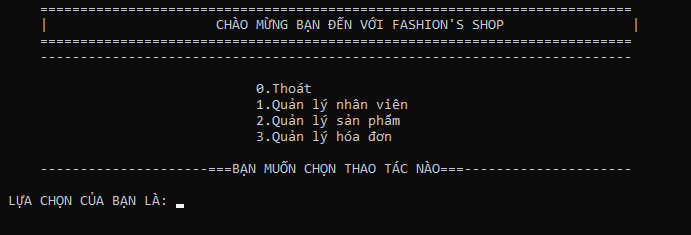 ==========================================================================
| CHÀO MỪNG BẠN ĐẾN VỚI FASHION'S SHOP |
==========================================================================
--------------------------------------------------------------------------
0.Thoát
1.Quản lý nhân viên
2.Quản lý sản phẩm
3.Quản lý hóa đơn
---------------------===BẠN MUỐN CHỌN THAO TÁC NÀO===---------------------
LỰA CHỌN CỦA BẠN LÀ: